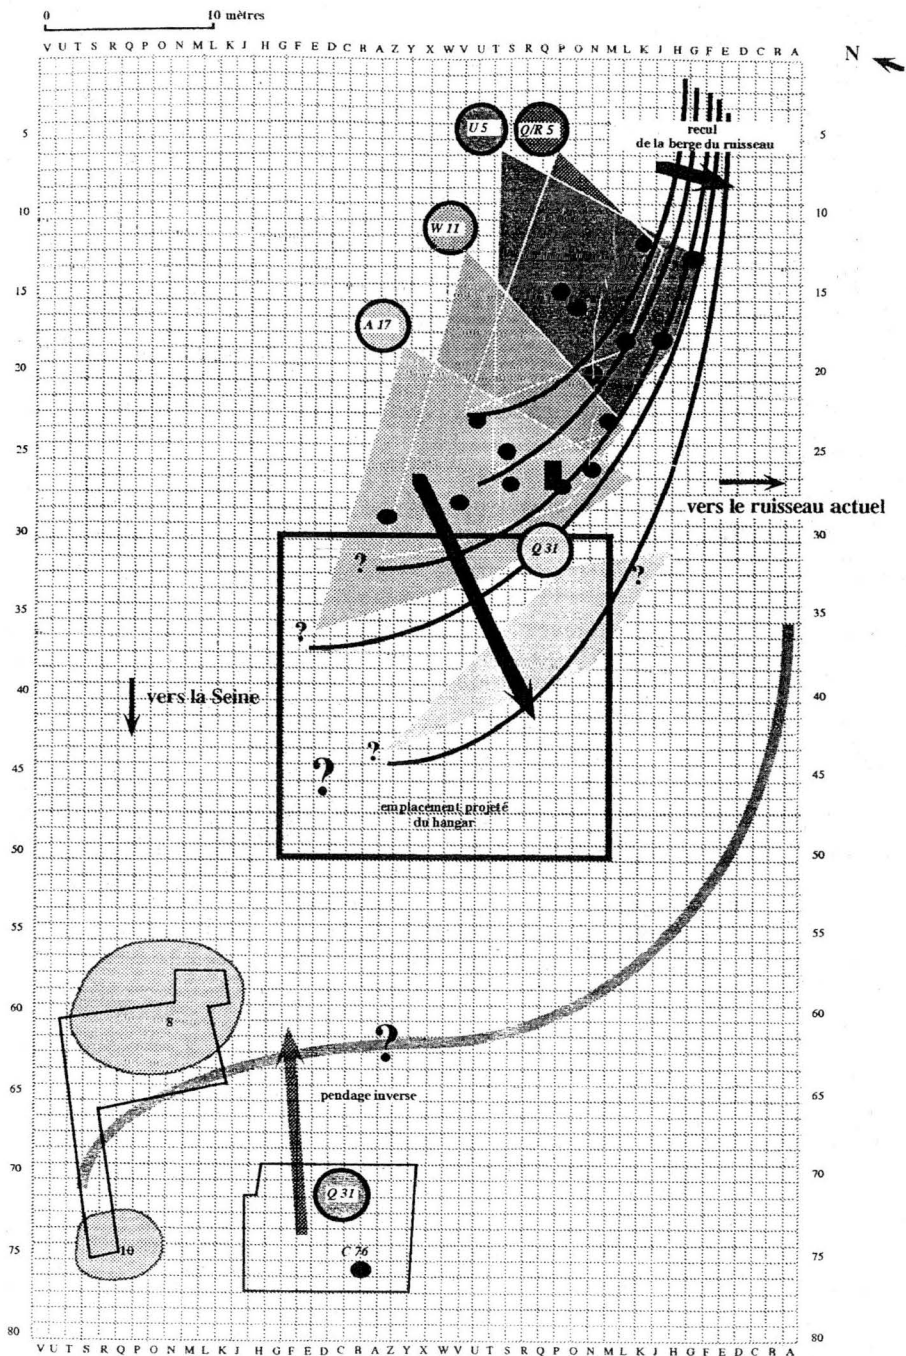 0 10 mètres
V U T S R Q P O N M L K J H G F E D C B A Z Y X W V U T S R Q P O N M L K J H G F E D C B A
N
5 U 5 Q/R 5 5
recul
de la berge du ruisseau
10 10
W 11
15 15
A 17
20 20
25 25
vers le ruisseau actuel
30 30
Q 31
? ?
35 35
?
40 40
vers la Seine
?
45 ? 45
emplacement projeté
du hangar
50 50
55 55
60 60
8
?
65 65
pendage inverse
70 70
Q 31
75 75
10 C 76
80 80
V U T S R Q P O N M L K J H G F E D C B A Z Y X W V U T S R Q P O N M L K J H G F E D C B A